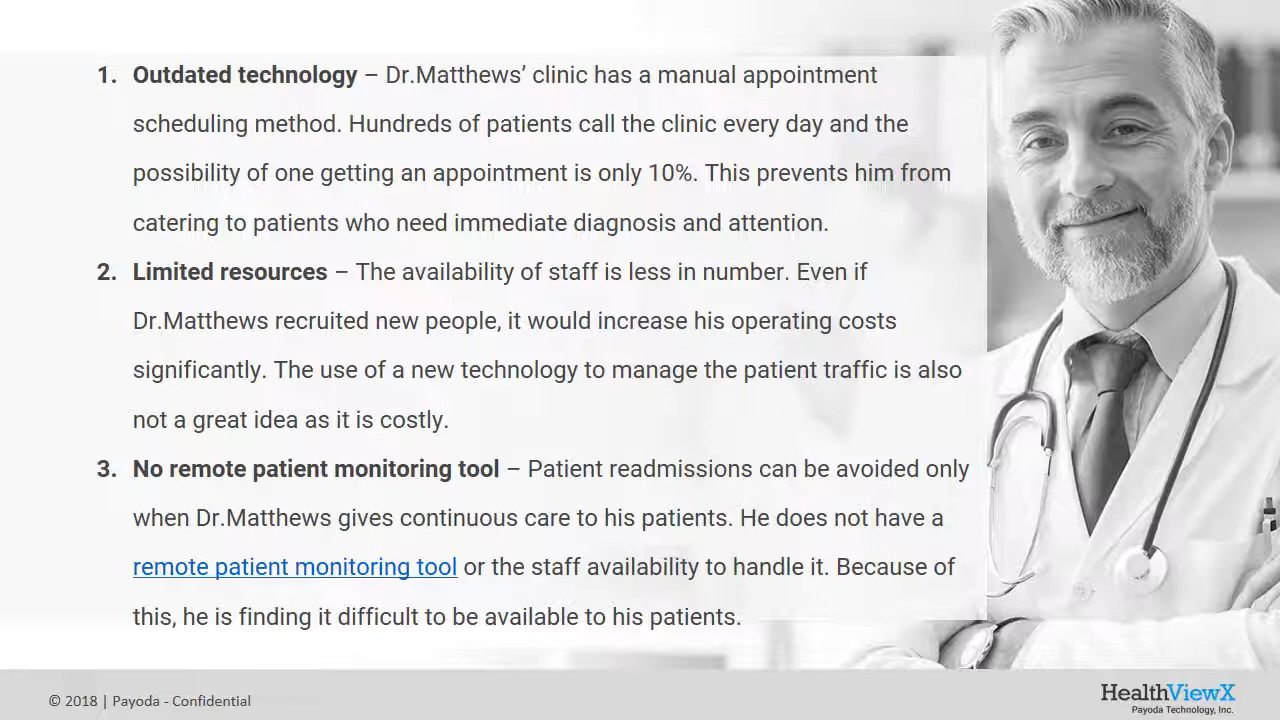 1. Outdated technology – Dr.Matthews’ clinic has a manual appointment
scheduling method. Hundreds of patients call the clinic every day and the
possibility of one getting an appointment is only 10%. This prevents him from
catering to patients who need immediate diagnosis and attention.
2. Limited resources – The availability of staff is less in number. Even if
Dr.Matthews recruited new people, it would increase his operating costs
significantly. The use of a new technology to manage the patient traffic is also
not a great idea as it is costly.
3. No remote patient monitoring tool – Patient readmissions can be avoided only
when Dr.Matthews gives continuous care to his patients. He does not have a
remote patient monitoring tool or the staff availability to handle it. Because of
this, he is finding it difficult to be available to his patients.
© 2018 | Payoda - Confidential
HealthViewX
Payoda Technology, Inc.